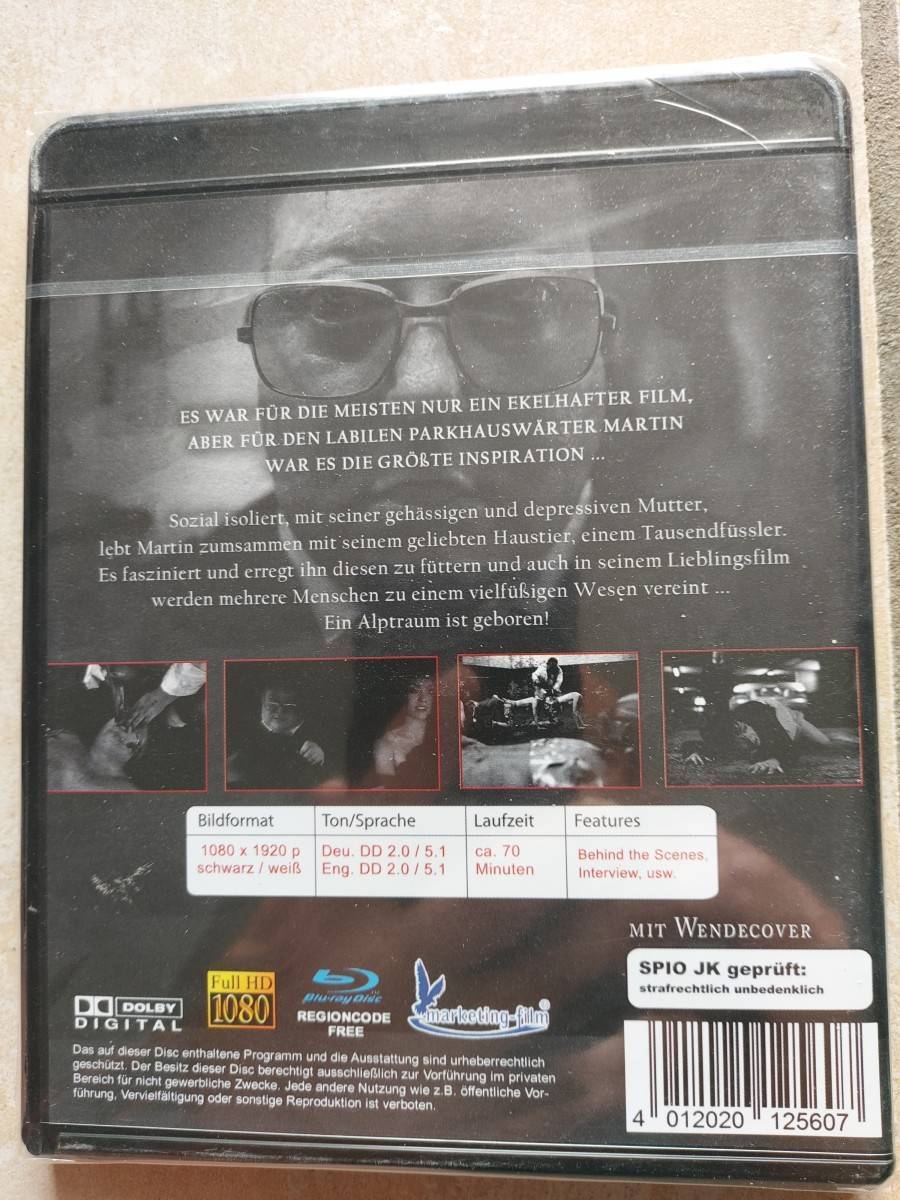 ES WAR FÜR DIE MEISTEN NUR EIN EKELHAFTER FILM,
ABER FÜR DEN LABILEN PARKHAUSWÄRTER MARTIN
WAR ES DIE GRÖßTE INSPIRATION ...
Sozial isoliert, mit seiner gehässigen und depressiven Mutter,
lebt Martin zumsammen mit seinem geliebten Haustier, einem Tausendfüssler.
Es fasziniert und erregt ihn diesen zu füttern und auch in seinem Lieblingsfilm
werden mehrere Menschen zu einem vielfüßigen Wesen vereint ...
Ein Alptraum ist geboren!
Bildformat Ton/Sprache Laufzeit Features
1080 x 1920 p Deu. DD 2.0 / 5.1 ca. 70 Behind the Scenes,
schwarz / weiß Eng. DD 2.0 / 5.1 Minuten Interview, usw.
MIT WENDECOVER
SPIO JK geprüft:
strafrechtlich unbedenklich
DOLBY
DIGITAL
Full HD
1080
Blu-ray Disc
REGIONCODE
FREE
marketing-film
Das auf dieser Disc enthaltene Programm und die Ausstattung sind urheberrechtlich
geschützt. Der Besitz dieser Disc berechtigt ausschließlich zur Vorführung im privaten
Bereich für nicht gewerbliche Zwecke. Jede andere Nutzung wie z.B. öffentliche Vor-
führung, Vervielfältigung oder sonstige Reproduktion ist verboten.
4 012020 125607